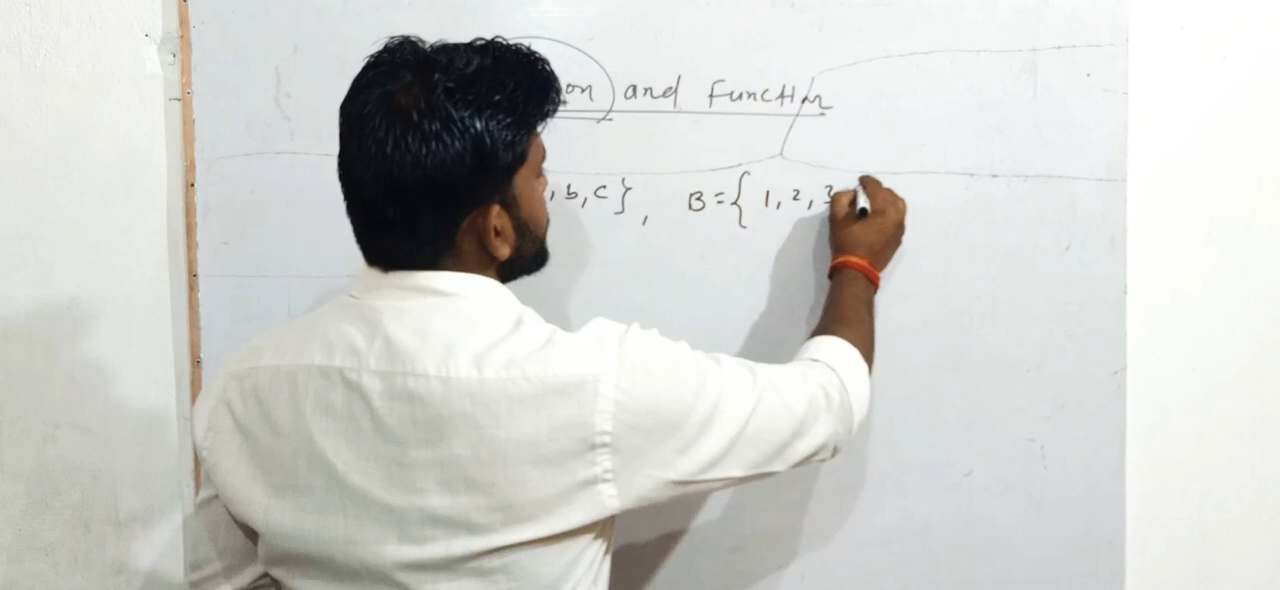 on and Function
, b, c } , B = { 1, 2, 3